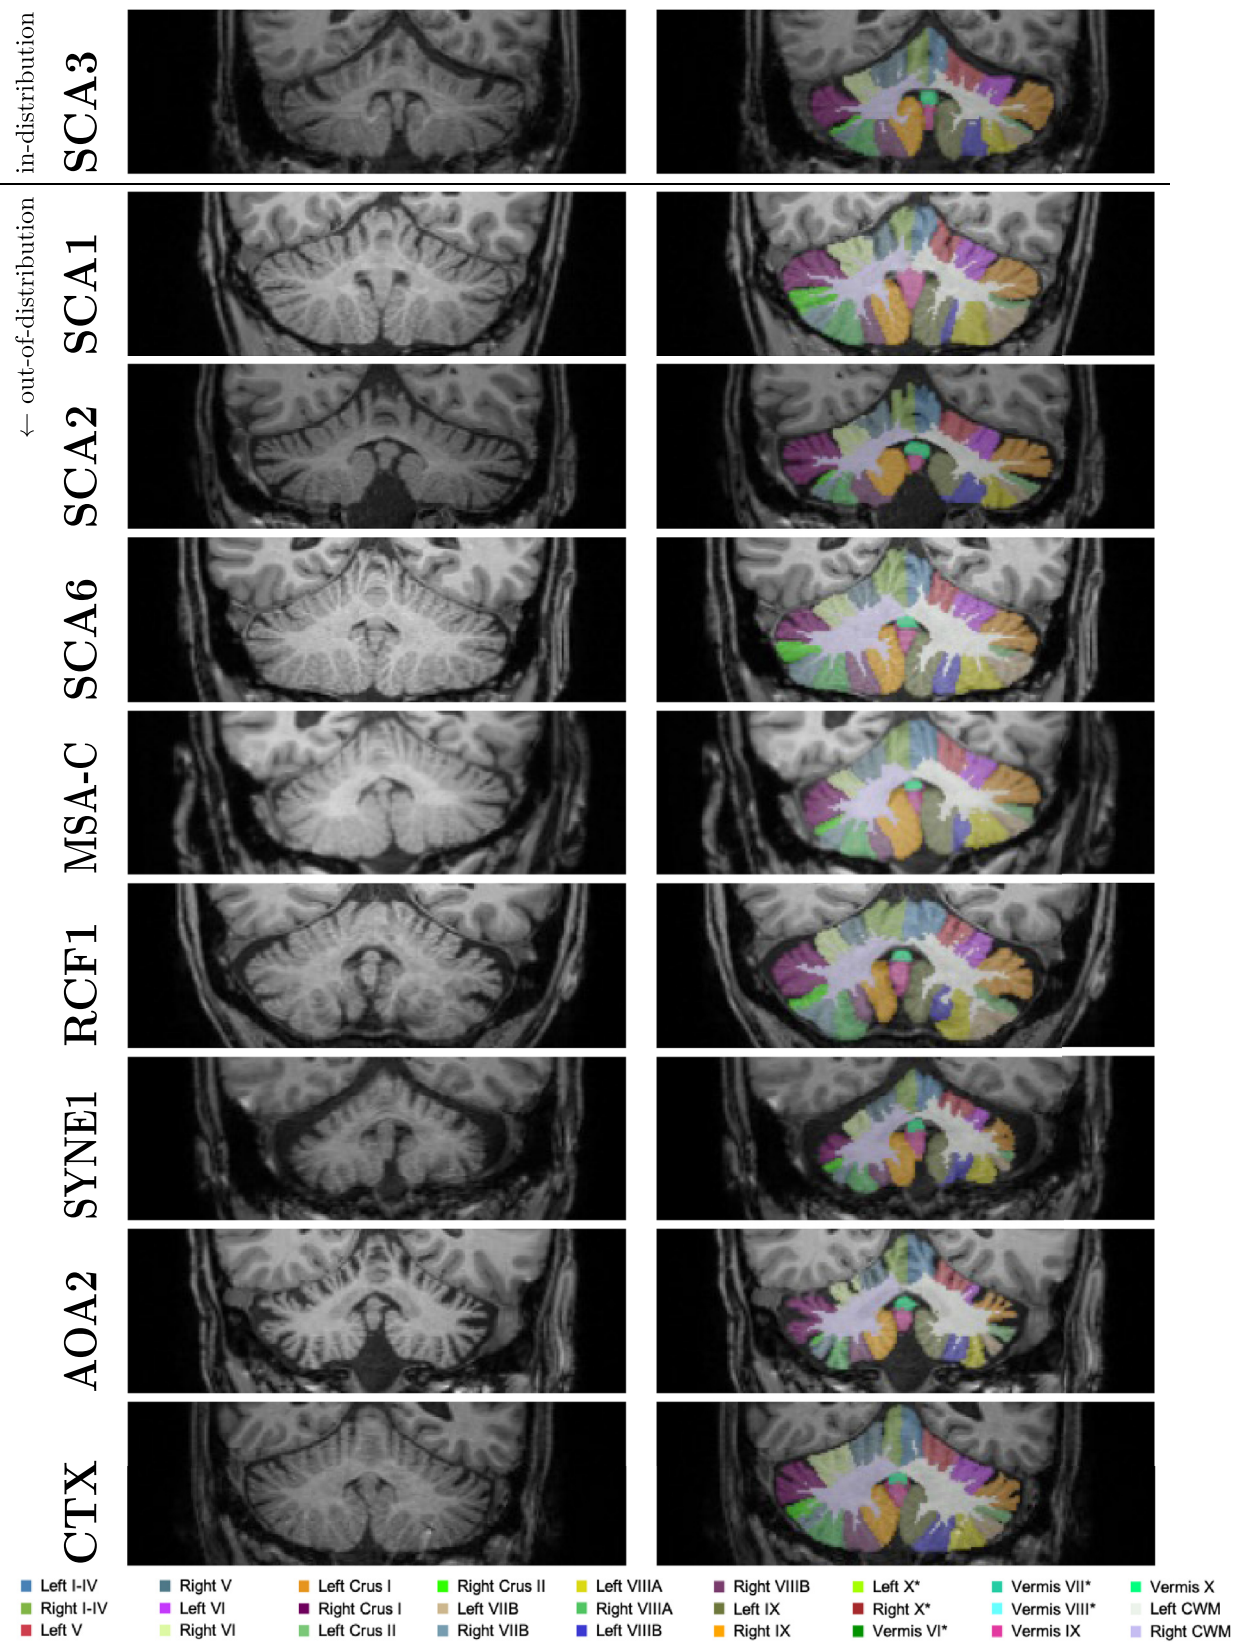 in-distribution
SCA3
← out-of-distribution
SCA1
SCA2
SCA6
MSA-C
RCF1
SYNE1
AOA2
CTX
Left I-IV Right V Left Crus I Right Crus II Left VIIIA Right VIIIB Left X* Vermis VII* Vermis X
Right I-IV Left VI Right Crus I Left VIIB Right VIIIA Left IX Right X* Vermis VIII* Left CWM
Left V Right VI Left Crus II Right VIIB Left VIIIB Right IX Vermis VI* Vermis IX Right CWM